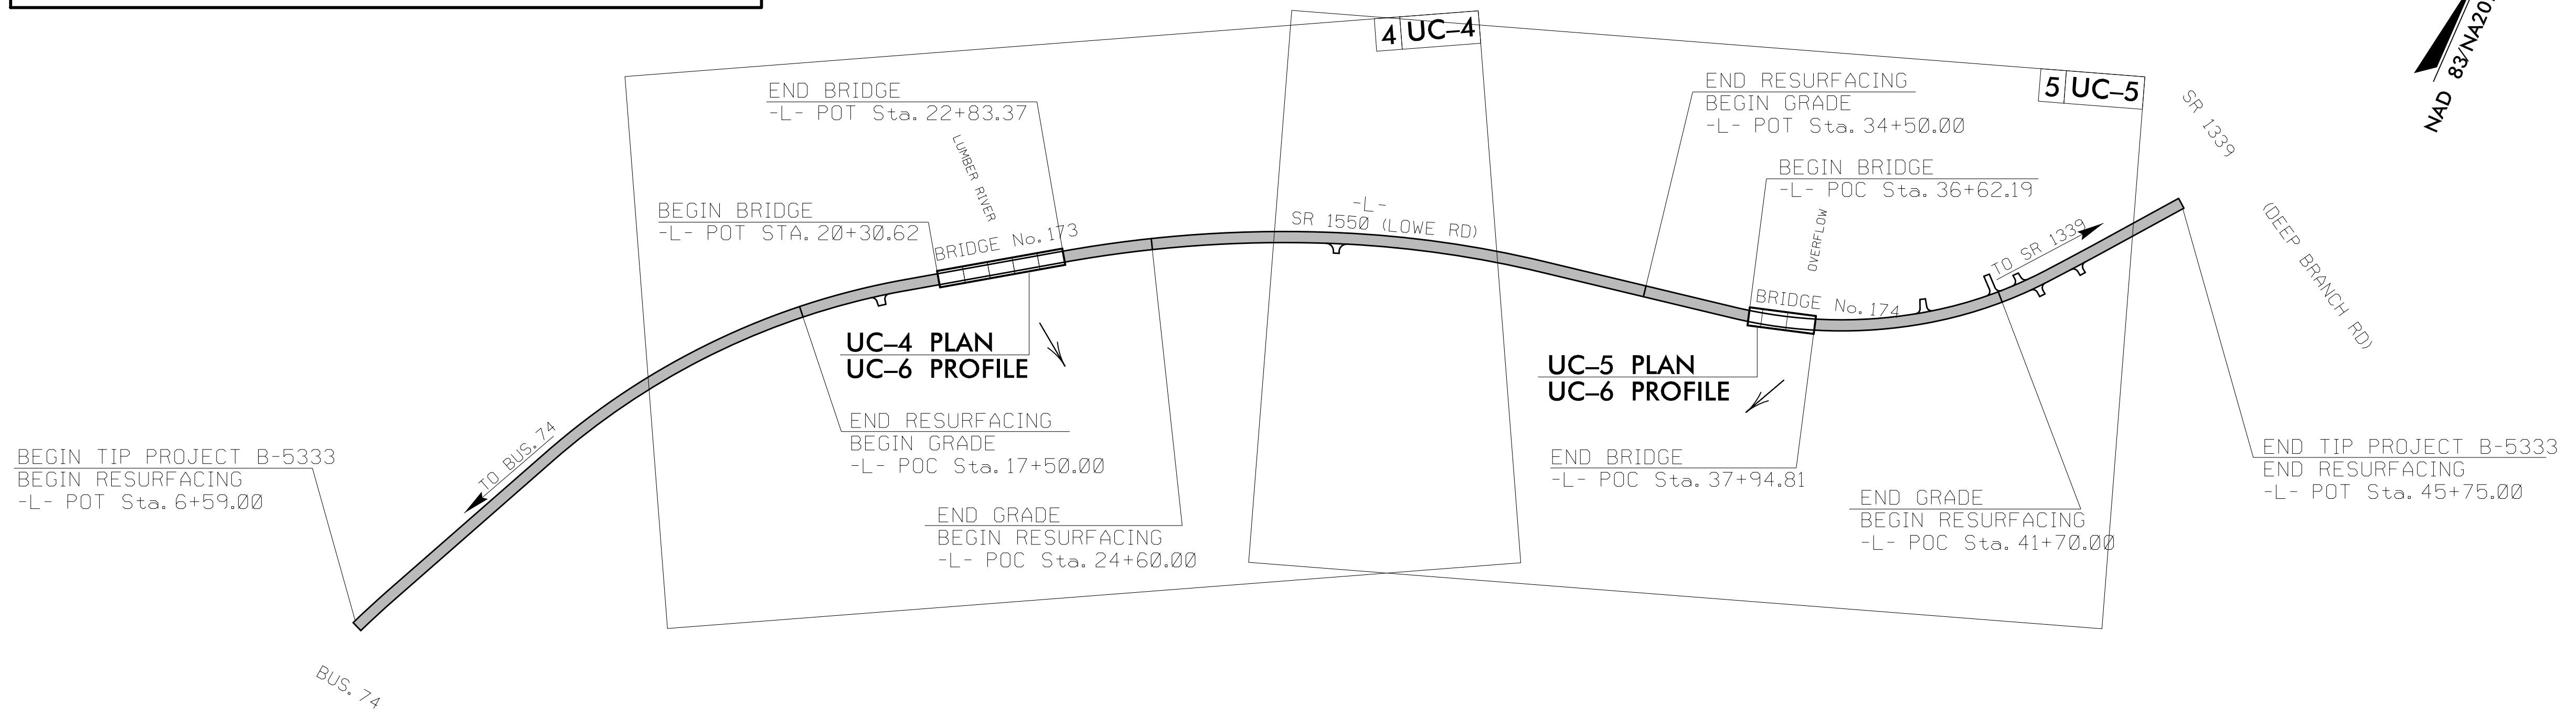 4 UC–4
5 UC–5
NAD 83/NA20
SR 1339
(DEEP BRANCH RD)
END BRIDGE
-L- POT Sta. 22+83.37
LUMBER RIVER
BEGIN BRIDGE
-L- POT STA. 20+30.62
BRIDGE No. 173
-L-
SR 1550 (LOWE RD)
END RESURFACING
BEGIN GRADE
-L- POT Sta. 34+50.00
BEGIN BRIDGE
-L- POC Sta. 36+62.19
OVERFLOW
BRIDGE No. 174
TO SR 1339
UC–4 PLAN
UC–6 PROFILE
UC–5 PLAN
UC–6 PROFILE
END RESURFACING
BEGIN GRADE
-L- POC Sta. 17+50.00
END GRADE
BEGIN RESURFACING
-L- POC Sta. 24+60.00
END BRIDGE
-L- POC Sta. 37+94.81
END GRADE
BEGIN RESURFACING
-L- POC Sta. 41+70.00
BEGIN TIP PROJECT B-5333
BEGIN RESURFACING
-L- POT Sta. 6+59.00
TO BUS. 74
END TIP PROJECT B-5333
END RESURFACING
-L- POT Sta. 45+75.00
BUS. 74